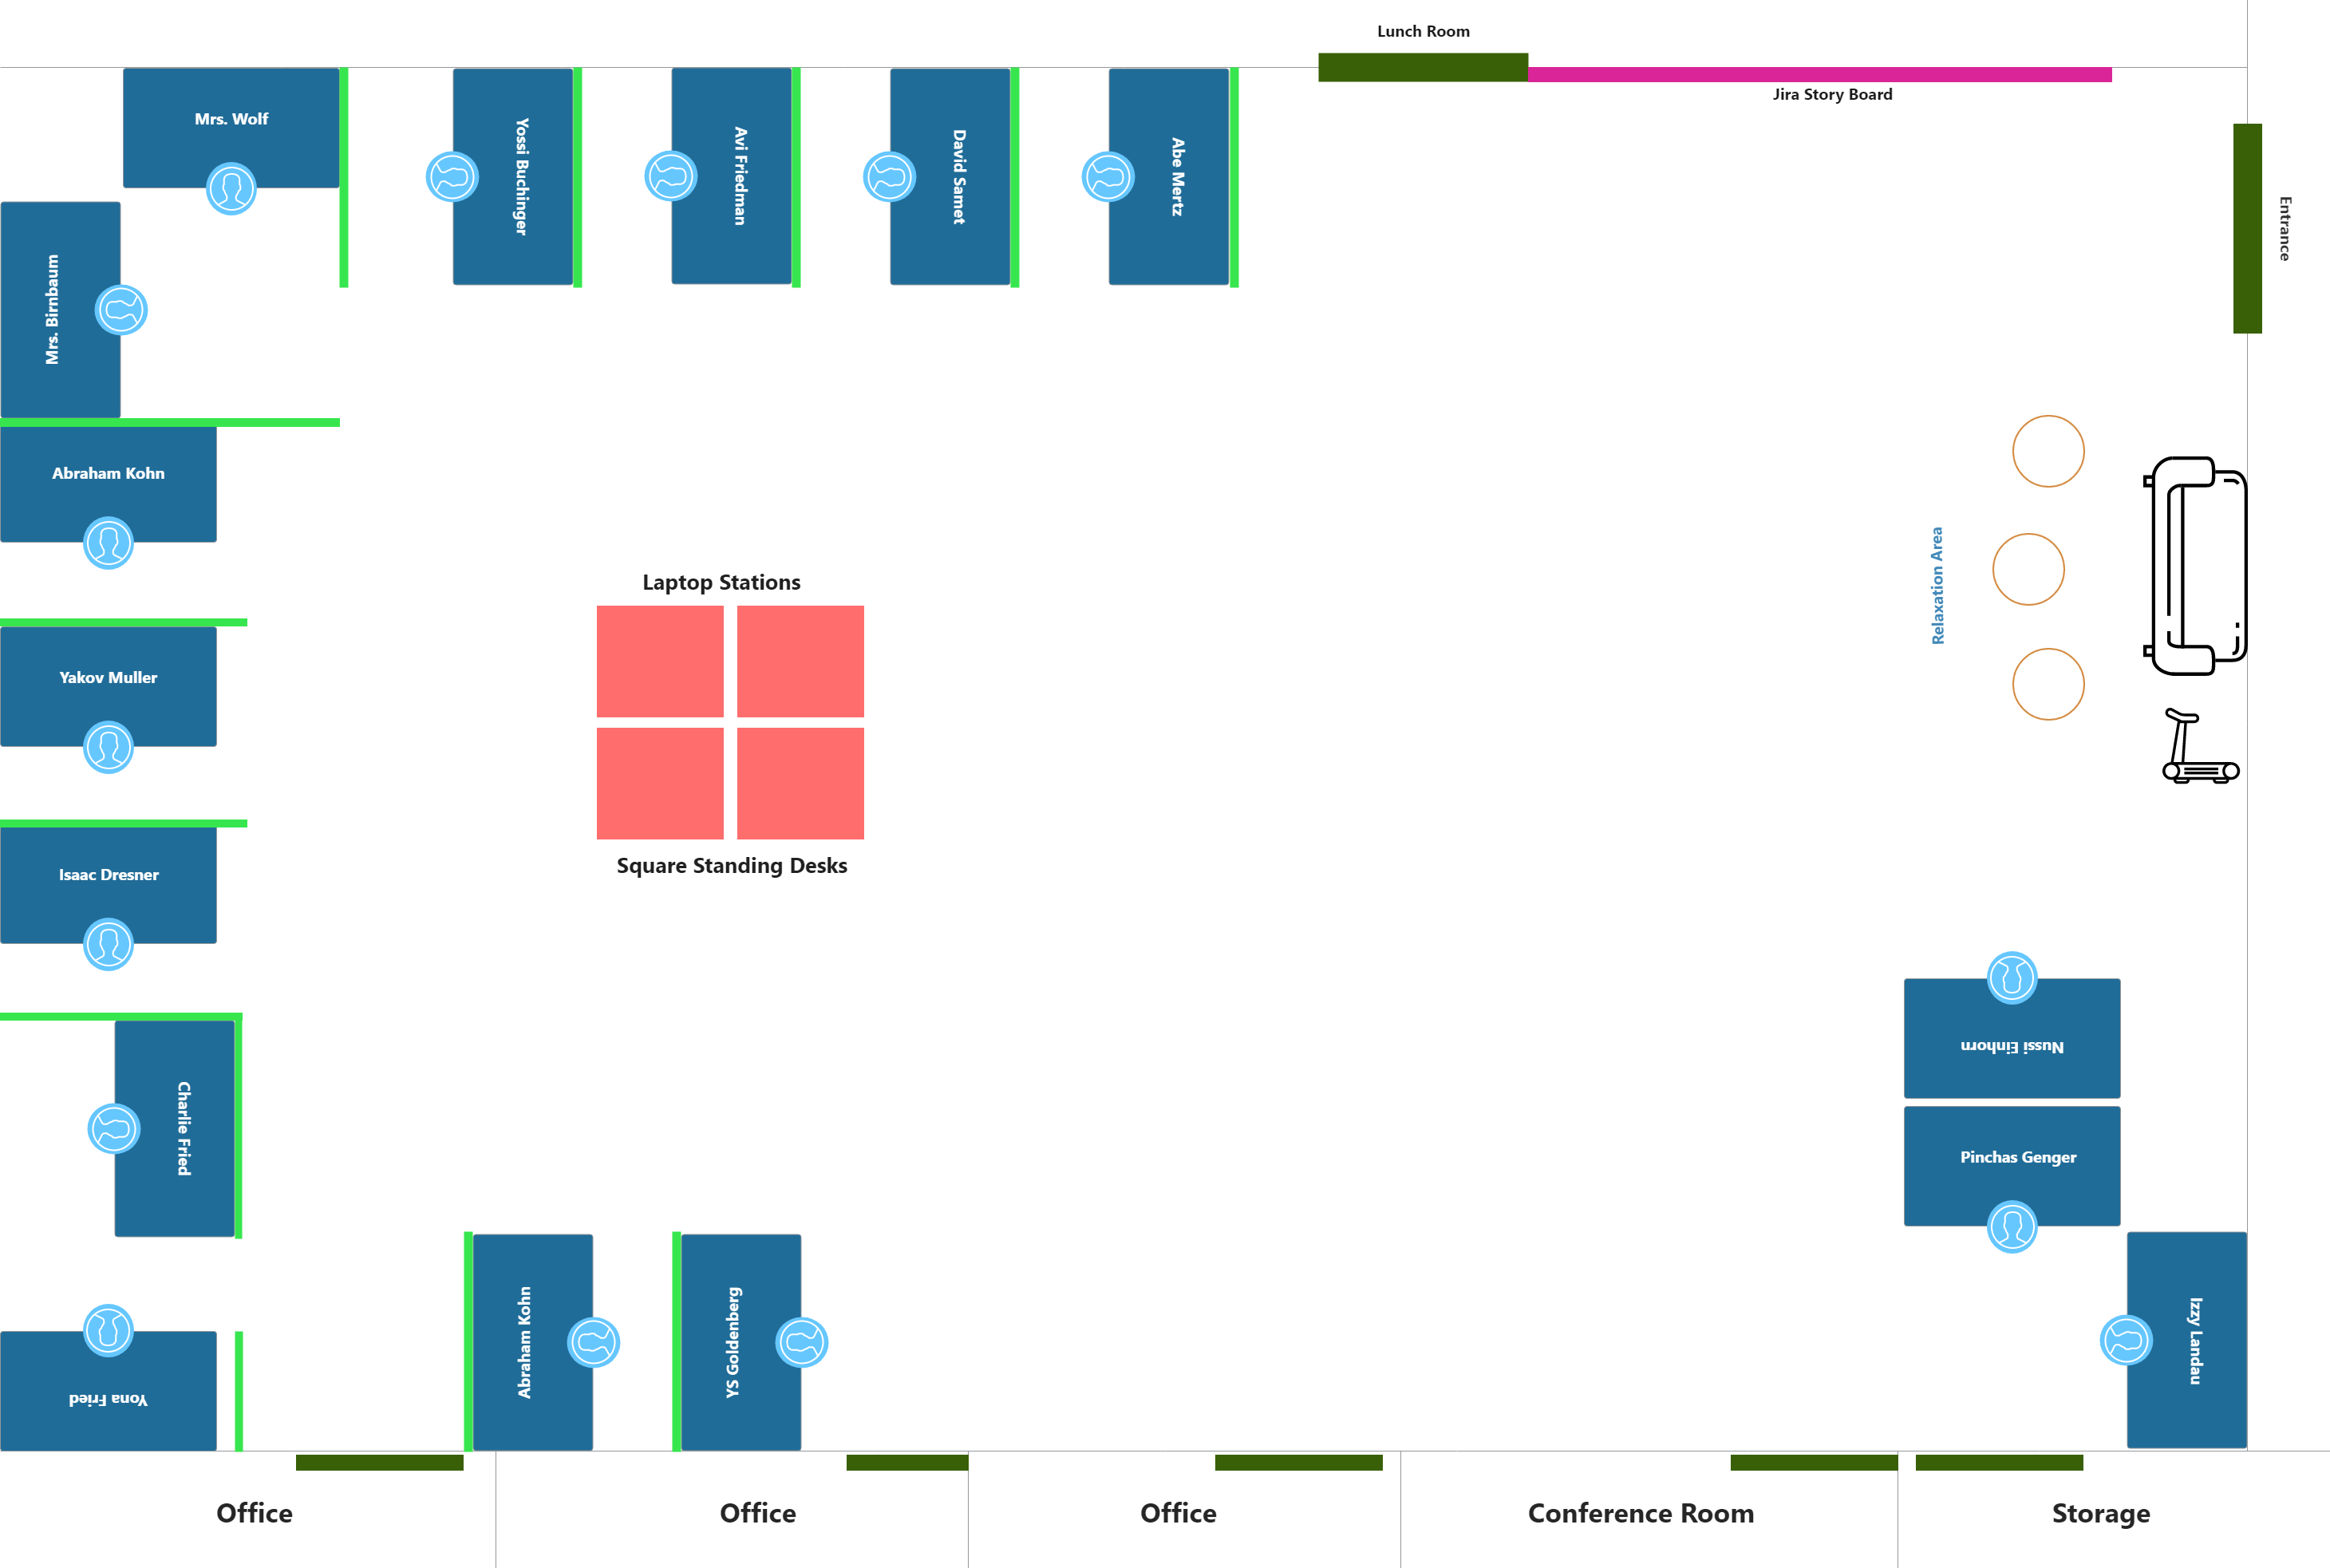 Lunch Room
Jira Story Board
Entrance
Mrs. Wolf
Yossi Buchinger
Avi Friedman
David Samet
Abe Mertz
Mrs. Birnbaum
Abraham Kohn
Laptop Stations
Relaxation Area
Yakov Muller
Square Standing Desks
Isaac Dresner
Nussi Einhorn
Charlie Fried
Pinchas Genger
Abraham Kohn
YS Goldenberg
Izzy Landau
Yona Fried
Office
Office
Office
Conference Room
Storage